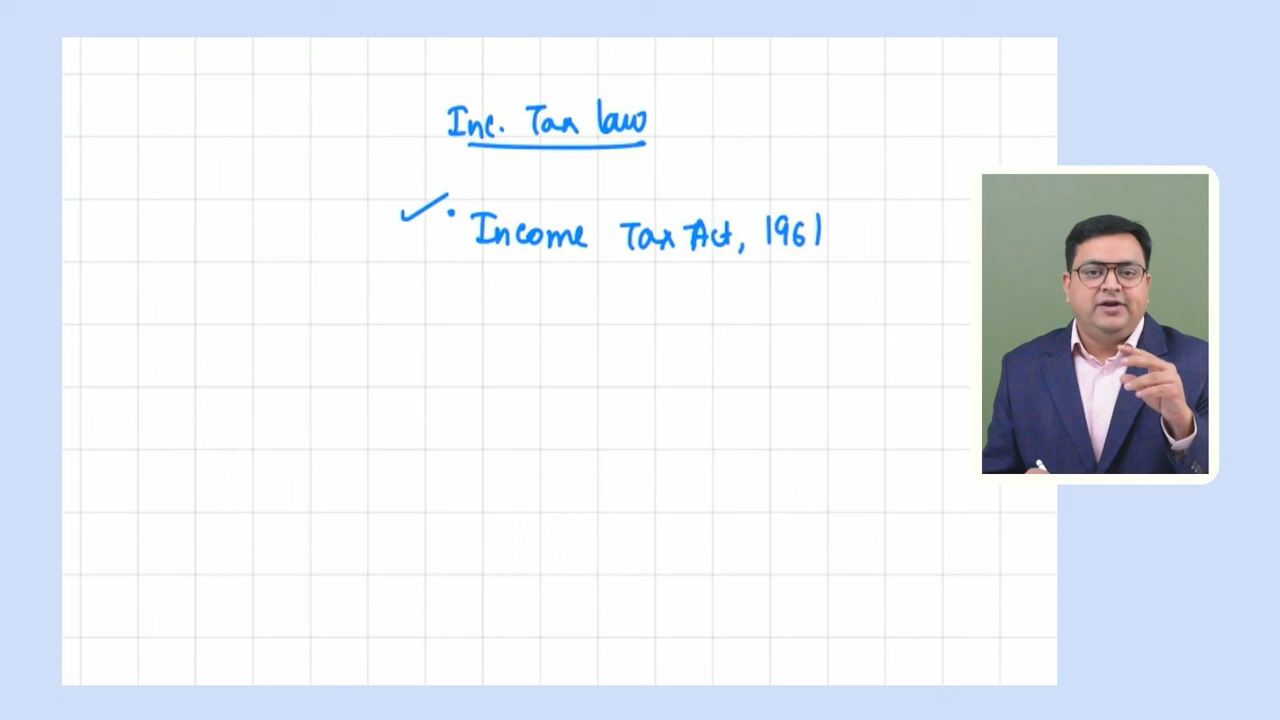 Inc. Tax law
✓ • Income Tax Act, 1961